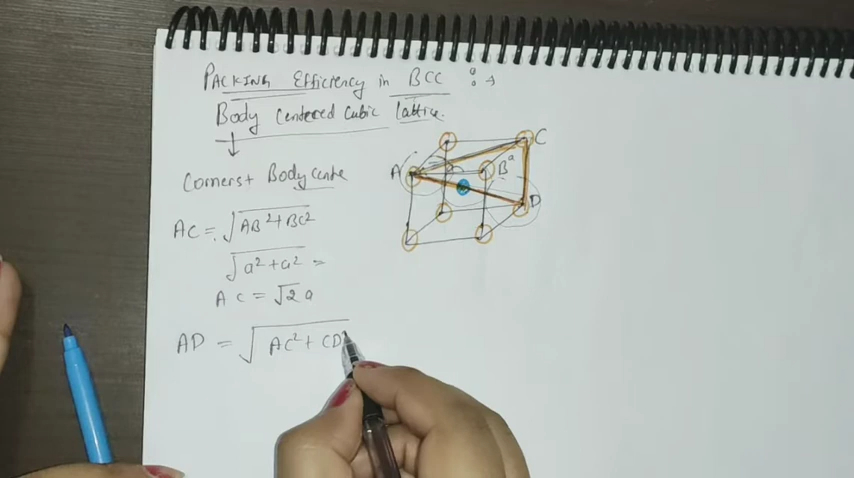 PACKING Efficiency in BCC :→
Body Centered Cubic Lattice.
↓
Corners + Body centre
A
C
B
a
D
AC = √AB²+BC²
√a²+a² =
AC = √2 a
AD = √AC²+CD²